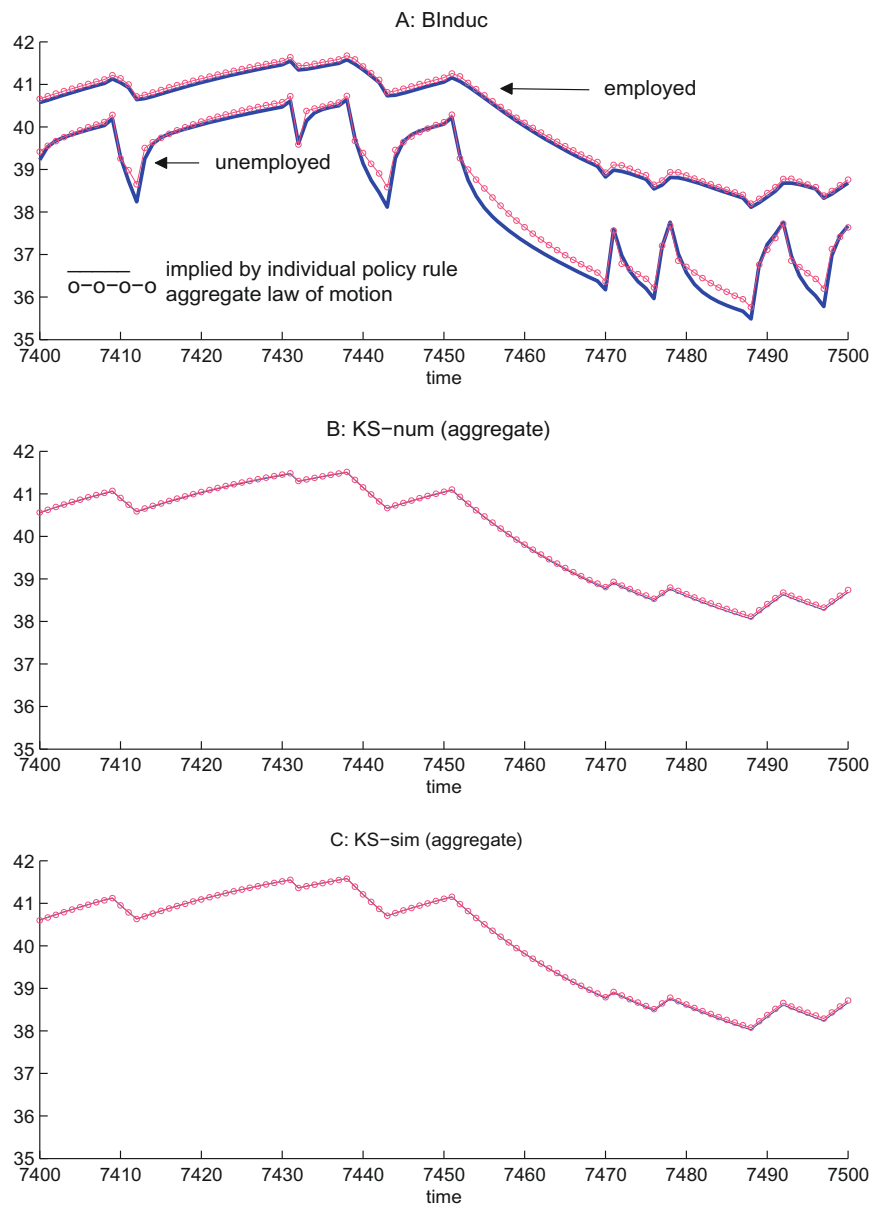 A: BInduc
42
41
40
39
38
37
36
35
employed
unemployed
implied by individual policy rule
o−o−o−o aggregate law of motion
7400 7410 7420 7430 7440 7450 7460 7470 7480 7490 7500
time
B: KS−num (aggregate)
42
41
40
39
38
37
36
35
7400 7410 7420 7430 7440 7450 7460 7470 7480 7490 7500
time
C: KS−sim (aggregate)
42
41
40
39
38
37
36
35
7400 7410 7420 7430 7440 7450 7460 7470 7480 7490 7500
time